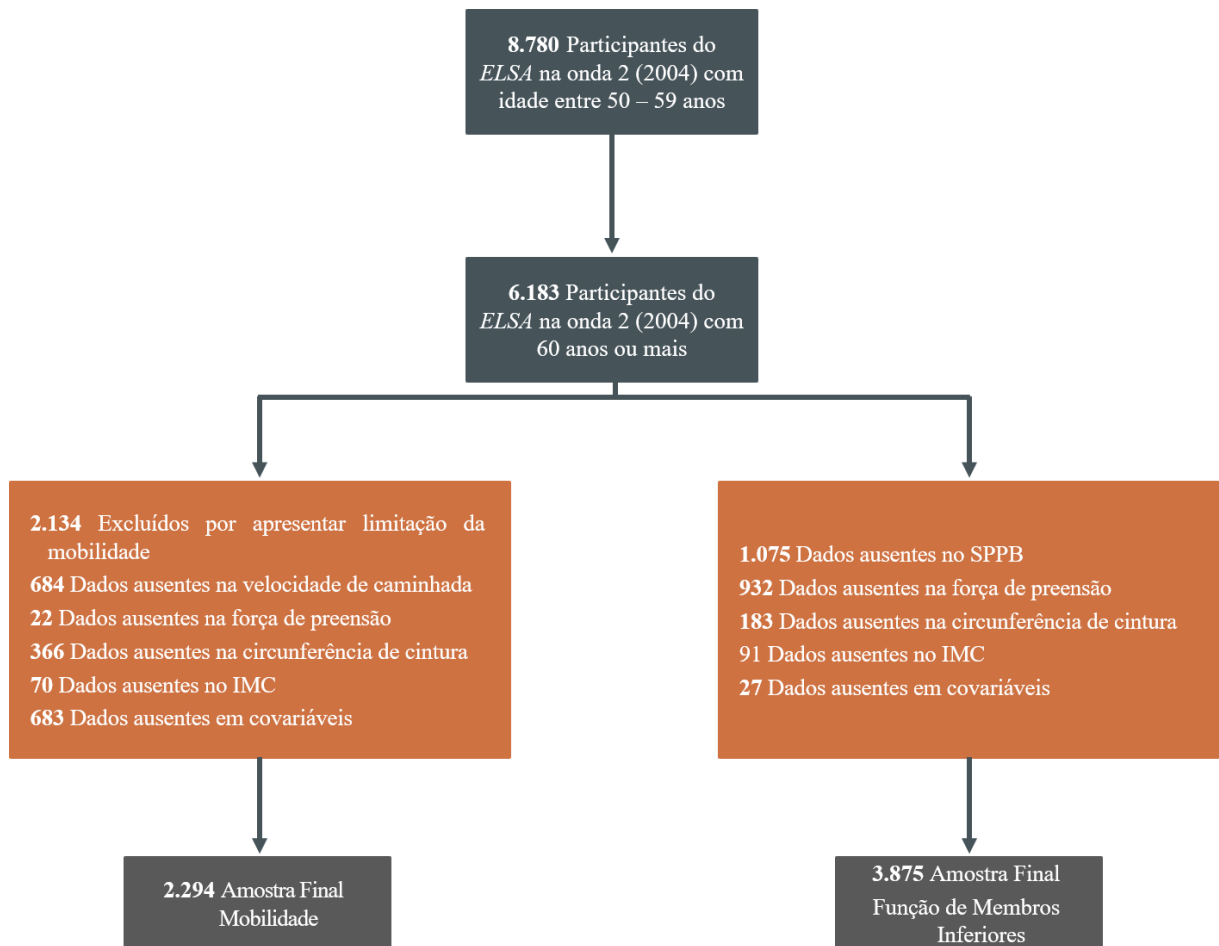 8.780 Participantes do
ELSA na onda 2 (2004) com
idade entre 50 – 59 anos
6.183 Participantes do
ELSA na onda 2 (2004) com
60 anos ou mais
2.134 Excluídos por apresentar limitação da
mobilidade
684 Dados ausentes na velocidade de caminhada
22 Dados ausentes na força de preensão
366 Dados ausentes na circunferência de cintura
70 Dados ausentes no IMC
683 Dados ausentes em covariáveis
1.075 Dados ausentes no SPPB
932 Dados ausentes na força de preensão
183 Dados ausentes na circunferência de cintura
91 Dados ausentes no IMC
27 Dados ausentes em covariáveis
2.294 Amostra Final
Mobilidade
3.875 Amostra Final
Função de Membros
Inferiores